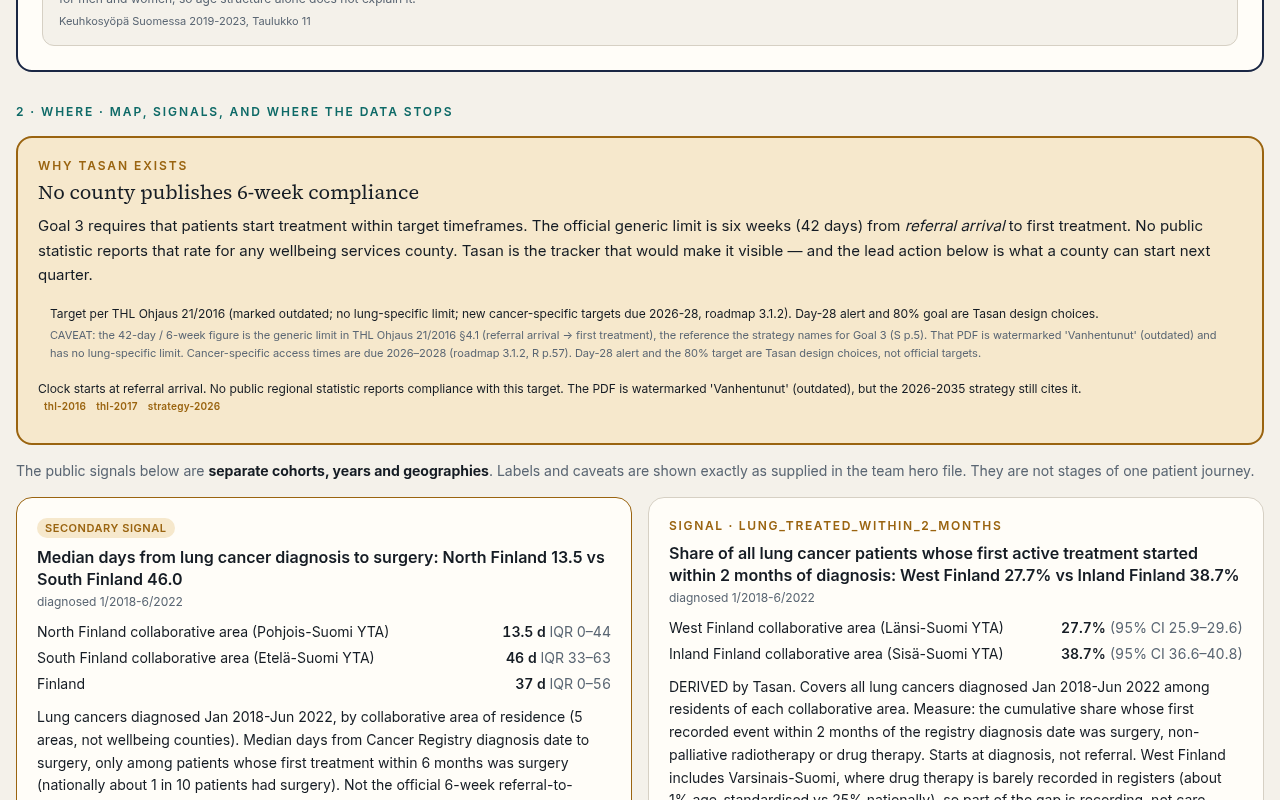 for men and women, so age structure alone does not explain it.
Keuhkosyöpä Suomessa 2019-2023, Taulukko 11
2 · WHERE · MAP, SIGNALS, AND WHERE THE DATA STOPS
WHY TASAN EXISTS
No county publishes 6-week compliance
Goal 3 requires that patients start treatment within target timeframes. The official generic limit is six weeks (42 days) from referral arrival to first treatment. No public
statistic reports that rate for any wellbeing services county. Tasan is the tracker that would make it visible — and the lead action below is what a county can start next
quarter.
Target per THL Ohjaus 21/2016 (marked outdated; no lung-specific limit; new cancer-specific targets due 2026-28, roadmap 3.1.2). Day-28 alert and 80% goal are Tasan design choices.
CAVEAT: the 42-day / 6-week figure is the generic limit in THL Ohjaus 21/2016 §4.1 (referral arrival → first treatment), the reference the strategy names for Goal 3 (S p.5). That PDF is watermarked 'Vanhentunut' (outdated) and
has no lung-specific limit. Cancer-specific access times are due 2026–2028 (roadmap 3.1.2, R p.57). Day-28 alert and the 80% target are Tasan design choices, not official targets.
Clock starts at referral arrival. No public regional statistic reports compliance with this target. The PDF is watermarked 'Vanhentunut' (outdated), but the 2026-2035 strategy still cites it.
thl-2016 thl-2017 strategy-2026
The public signals below are separate cohorts, years and geographies. Labels and caveats are shown exactly as supplied in the team hero file. They are not stages of one patient journey.
SECONDARY SIGNAL
Median days from lung cancer diagnosis to surgery: North Finland 13.5 vs
South Finland 46.0
diagnosed 1/2018-6/2022
North Finland collaborative area (Pohjois-Suomi YTA) 13.5 d IQR 0–44
South Finland collaborative area (Etelä-Suomi YTA) 46 d IQR 33–63
Finland 37 d IQR 0–56
Lung cancers diagnosed Jan 2018-Jun 2022, by collaborative area of residence (5
areas, not wellbeing counties). Median days from Cancer Registry diagnosis date to
surgery, only among patients whose first treatment within 6 months was surgery
(nationally about 1 in 10 patients had surgery). Not the official 6-week referral-to-
SIGNAL · LUNG_TREATED_WITHIN_2_MONTHS
Share of all lung cancer patients whose first active treatment started
within 2 months of diagnosis: West Finland 27.7% vs Inland Finland 38.7%
diagnosed 1/2018-6/2022
West Finland collaborative area (Länsi-Suomi YTA) 27.7% (95% CI 25.9–29.6)
Inland Finland collaborative area (Sisä-Suomi YTA) 38.7% (95% CI 36.6–40.8)
DERIVED by Tasan. Covers all lung cancers diagnosed Jan 2018-Jun 2022 among
residents of each collaborative area. Measure: the cumulative share whose first
recorded event within 2 months of the registry diagnosis date was surgery, non-
palliative radiotherapy or drug therapy. Starts at diagnosis, not referral. West Finland
includes Varsinais-Suomi, where drug therapy is barely recorded in registers (about
1% age-standardised vs 25% nationally), so part of the gap is recording, not care.